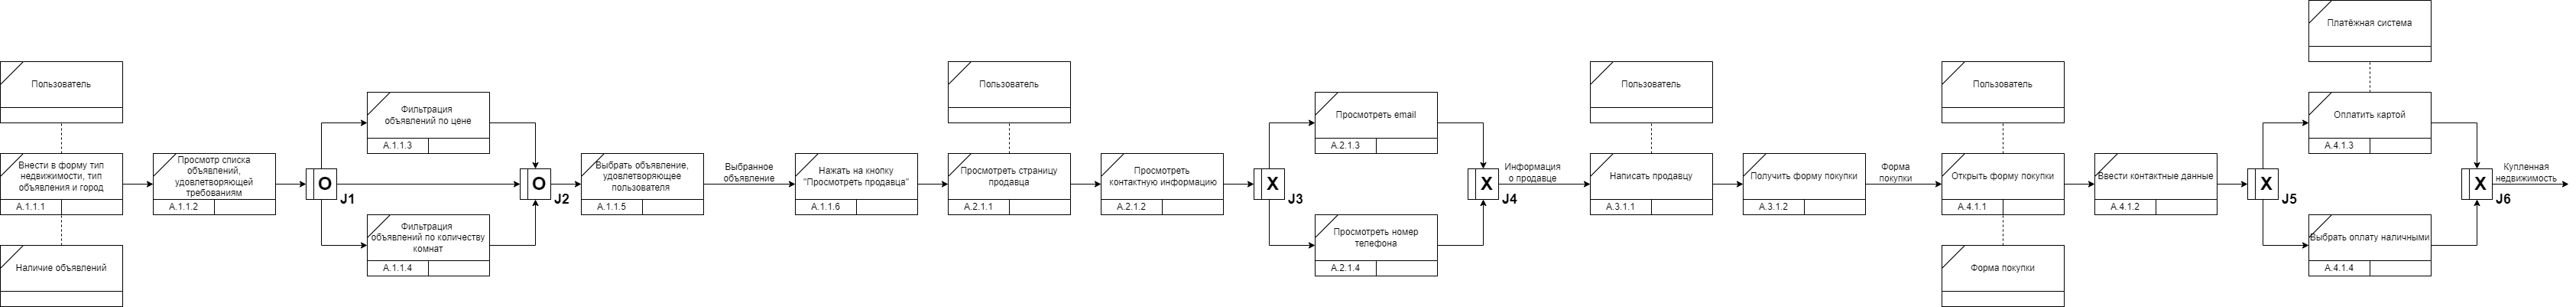 Пользователь
Внести в форму тип
недвижимости, тип
объявления и город
A.1.1.1
Наличие объявлений
Просмотр списка
объявлений,
удовлетворяющей
требованиям
A.1.1.2
O
J1
Фильтрация
объявлений по цене
A.1.1.3
Фильтрация
объявлений по количеству
комнат
A.1.1.4
O
J2
Выбрать объявление,
удовлетворяющее
пользователя
A.1.1.5
Выбранное
объявление
Нажать на кнопку
"Просмотреть продавца"
A.1.1.6
Пользователь
Просмотреть страницу
продавца
A.2.1.1
Просмотреть
контактную информацию
A.2.1.2
X
J3
Просмотреть email
A.2.1.3
Просмотреть номер
телефона
A.2.1.4
X
J4
Информация
о продавце
Пользователь
Написать продавцу
A.3.1.1
Получить форму покупки
A.3.1.2
Форма
покупки
Пользователь
Открыть форму покупки
A.4.1.1
Форма покупки
Ввести контактные данные
A.4.1.2
X
J5
Платёжная система
Оплатить картой
A.4.1.3
Выбрать оплату наличными
A.4.1.4
X
J6
Купленная
недвижимость